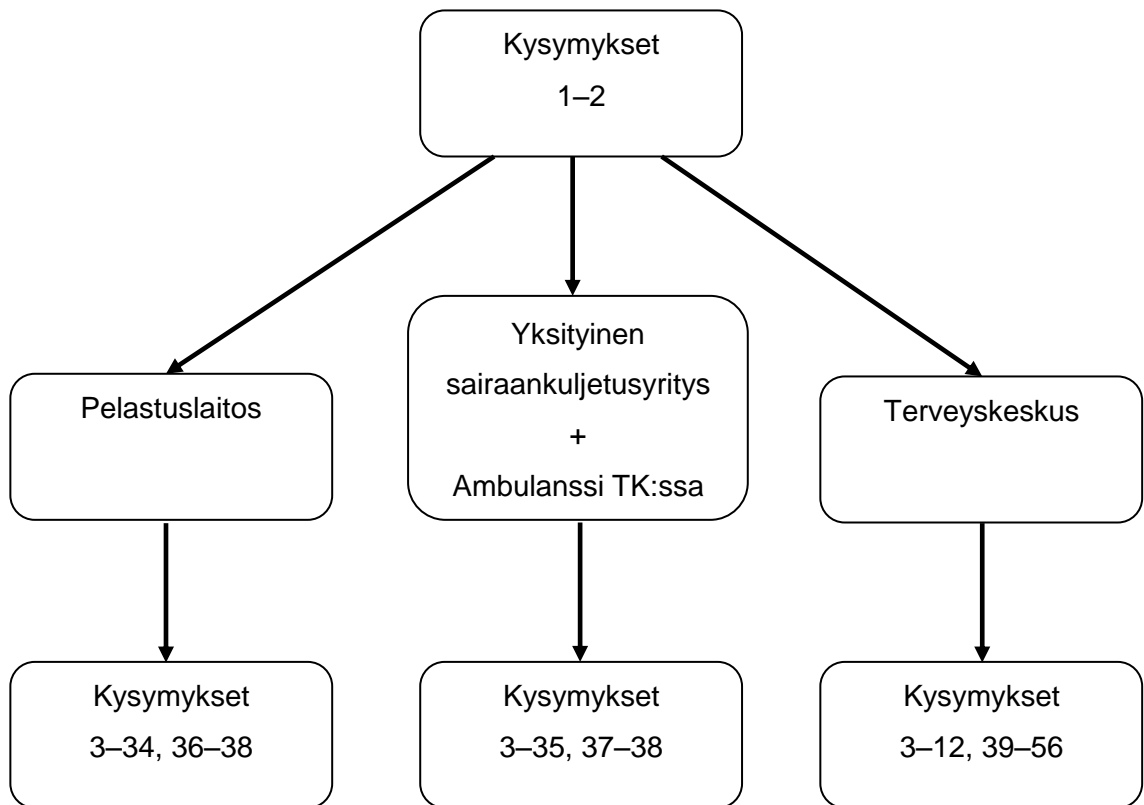 Kysymykset
1–2
Pelastuslaitos
Yksityinen
sairaankuljetusyritys
+
Ambulanssi TK:ssa
Terveyskeskus
Kysymykset
3–34, 36–38
Kysymykset
3–35, 37–38
Kysymykset
3–12, 39–56